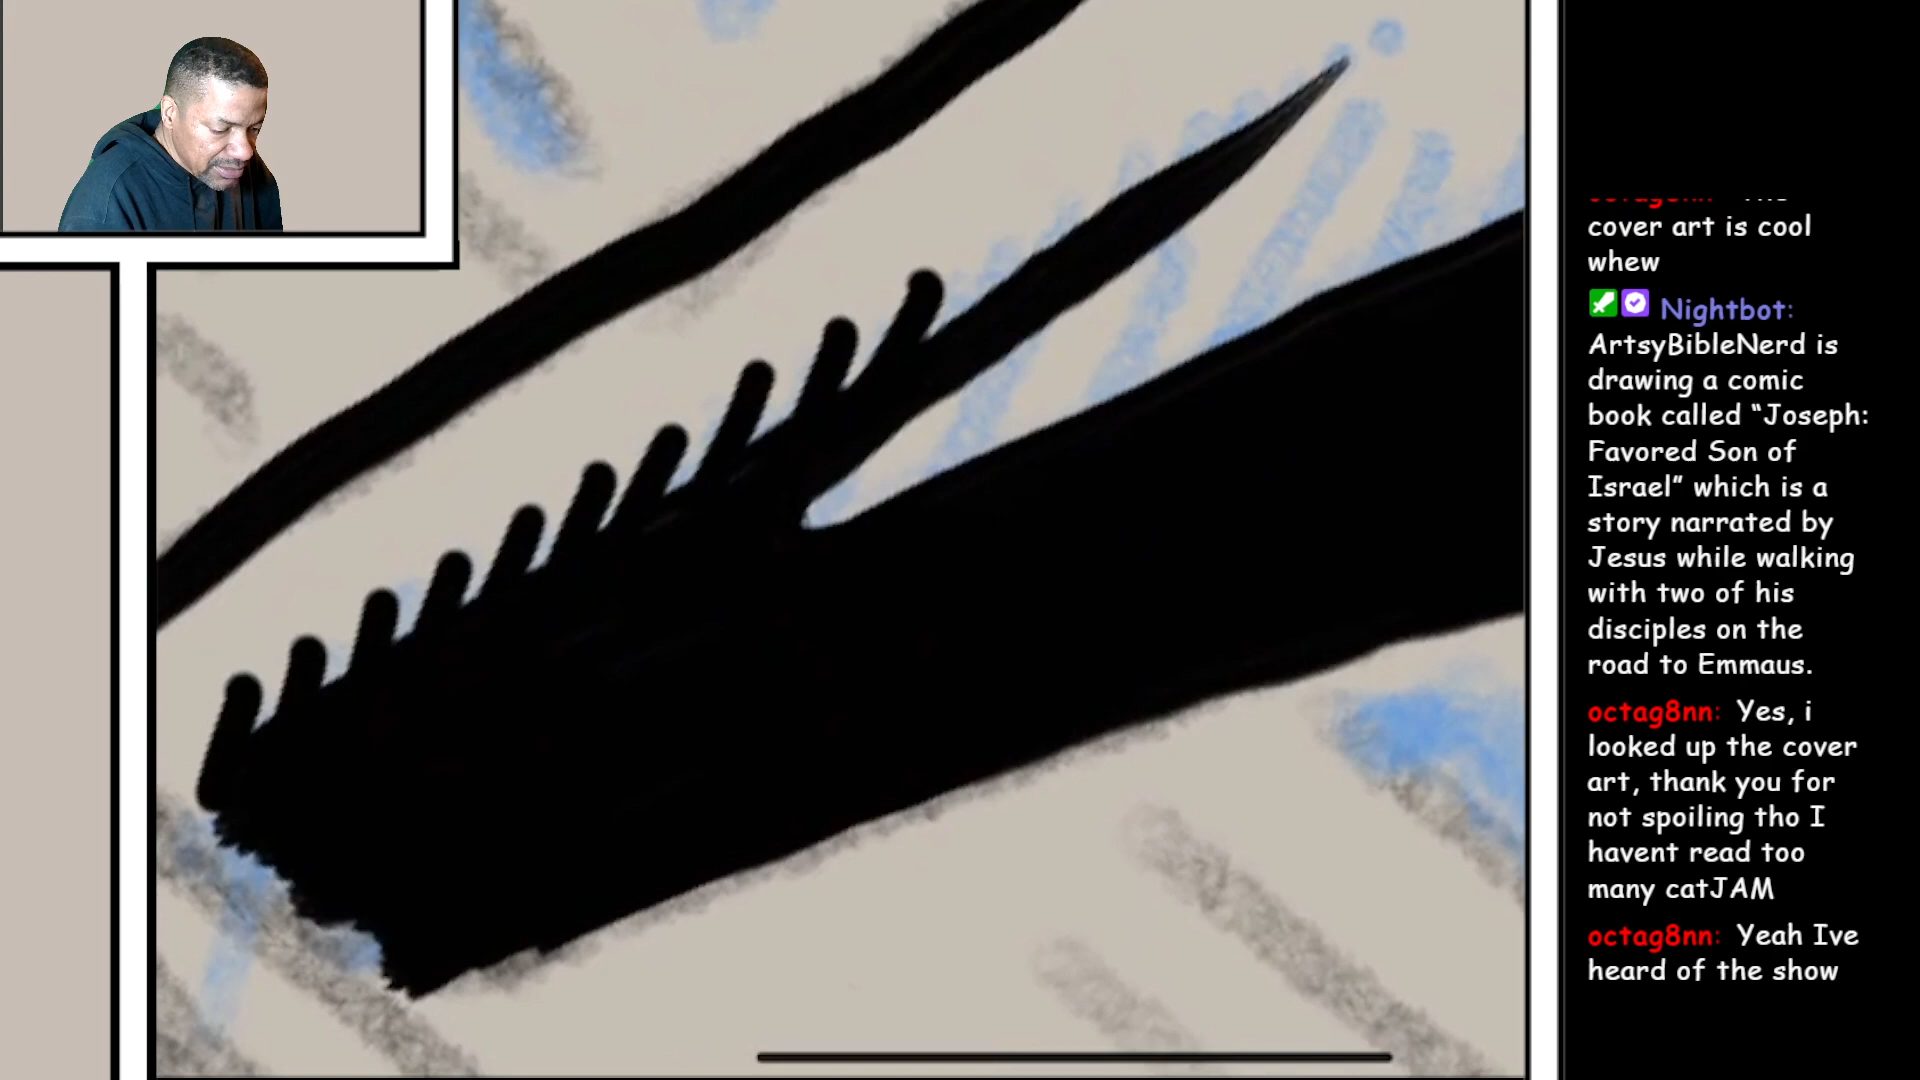 cover art is cool
whew
Nightbot:
ArtsyBibleNerd is
drawing a comic
book called “Joseph:
Favored Son of
Israel” which is a
story narrated by
Jesus while walking
with two of his
disciples on the
road to Emmaus.
octag8nn: Yes, i
looked up the cover
art, thank you for
not spoiling tho I
havent read too
many catJAM
octag8nn: Yeah Ive
heard of the show